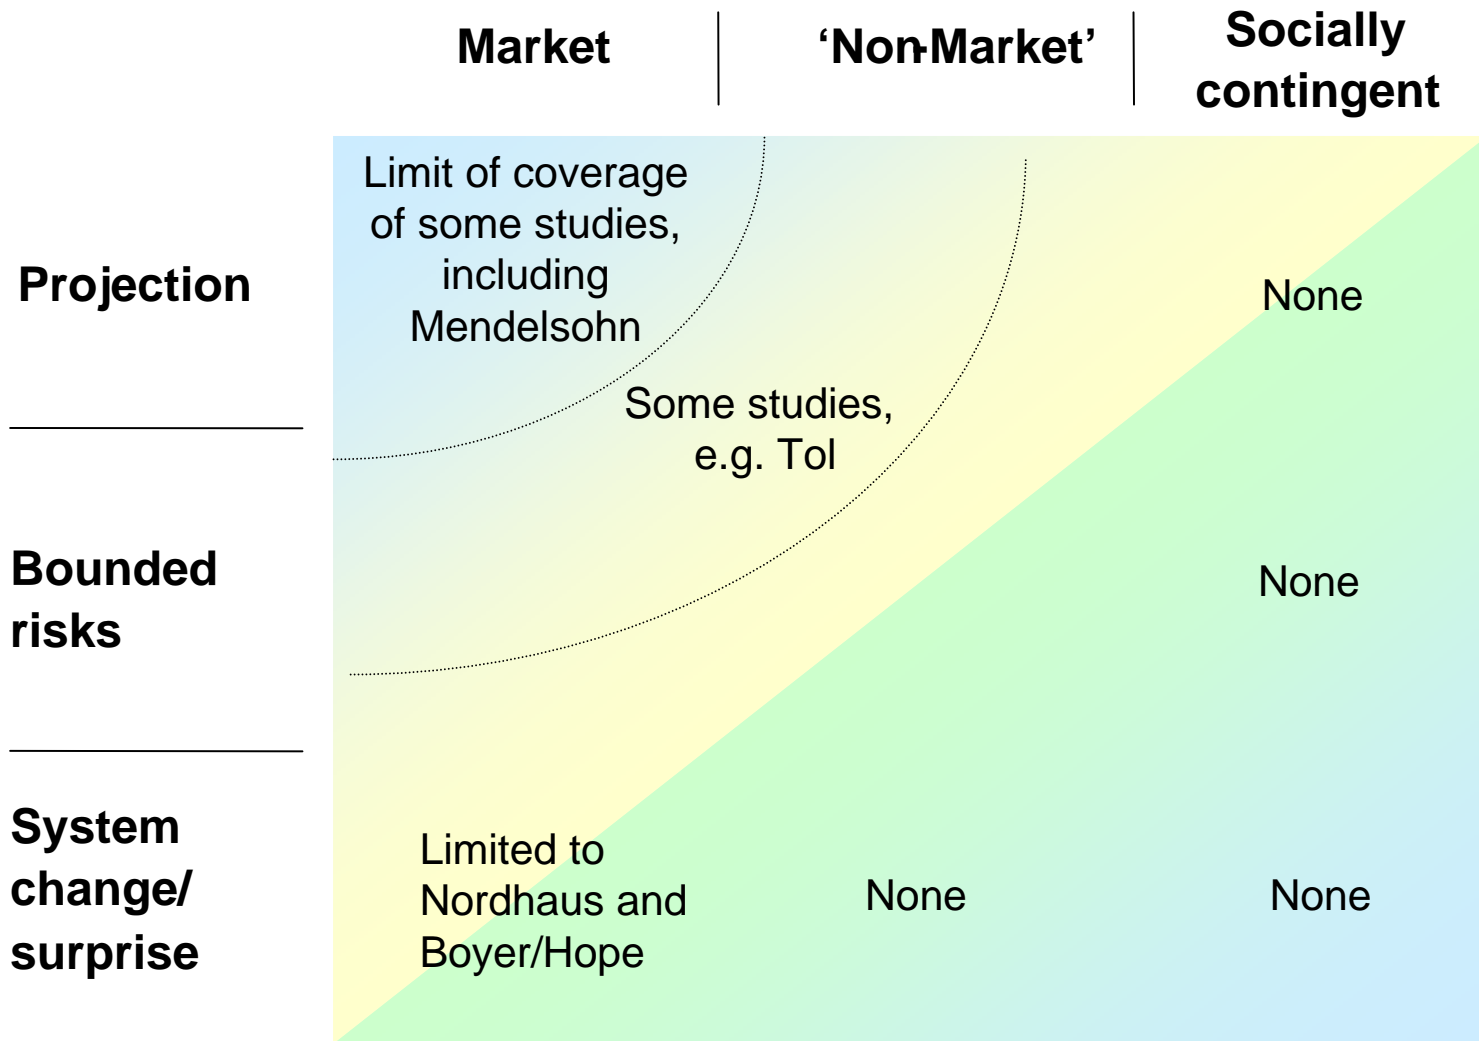 Market
‘Non-Market’
Socially
contingent
Projection
Limit of coverage
of some studies,
including
Mendelsohn
None
Some studies,
e.g. Tol
Bounded
risks
None
System
change/
surprise
Limited to
Nordhaus and
Boyer/Hope
None
None